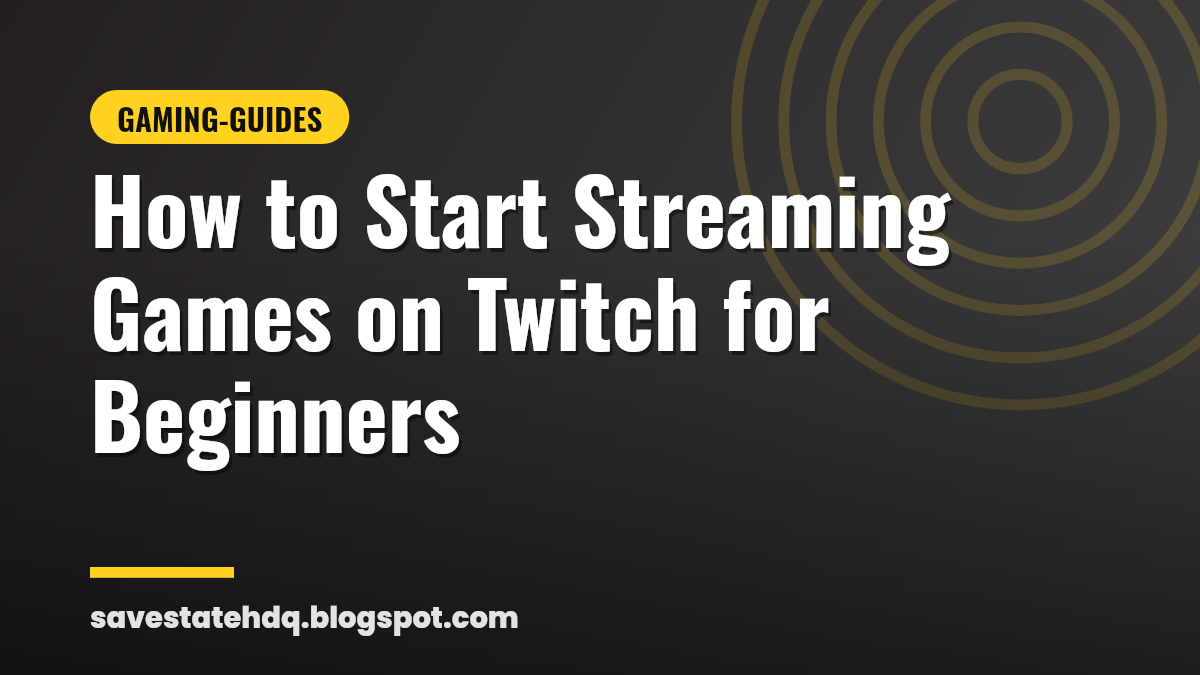 GAMING-GUIDES
How to Start Streaming
Games on Twitch for
Beginners
savestatehdq.blogspot.com